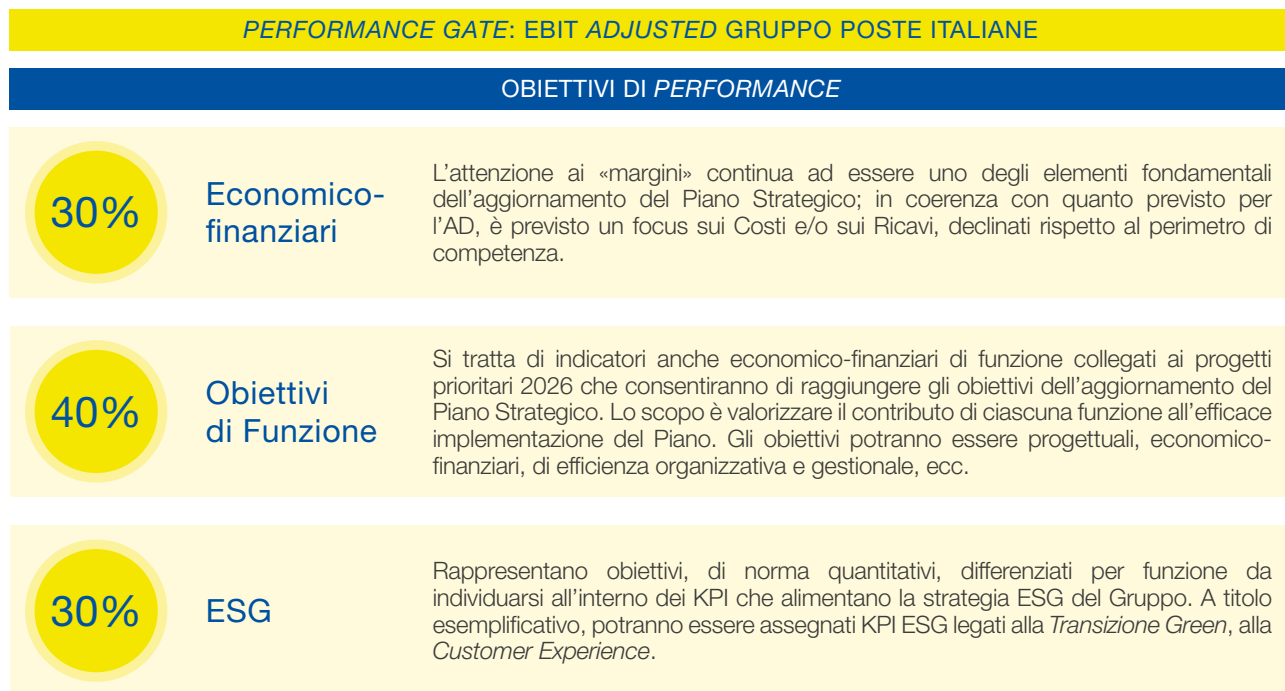 PERFORMANCE GATE: EBIT ADJUSTED GRUPPO POSTE ITALIANE
OBIETTIVI DI PERFORMANCE
30%
Economico-
finanziari
L'attenzione ai «margini» continua ad essere uno degli elementi fondamentali
dell'aggiornamento del Piano Strategico; in coerenza con quanto previsto per
l'AD, è previsto un focus sui Costi e/o sui Ricavi, declinati rispetto al perimetro di
competenza.
40%
Obiettivi
di Funzione
Si tratta di indicatori anche economico-finanziari di funzione collegati ai progetti
prioritari 2026 che consentiranno di raggiungere gli obiettivi dell'aggiornamento del
Piano Strategico. Lo scopo è valorizzare il contributo di ciascuna funzione all'efficace
implementazione del Piano. Gli obiettivi potranno essere progettuali, economico-
finanziari, di efficienza organizzativa e gestionale, ecc.
30%
ESG
Rappresentano obiettivi, di norma quantitativi, differenziati per funzione da
individuarsi all'interno dei KPI che alimentano la strategia ESG del Gruppo. A titolo
esemplificativo, potranno essere assegnati KPI ESG legati alla Transizione Green, alla
Customer Experience.